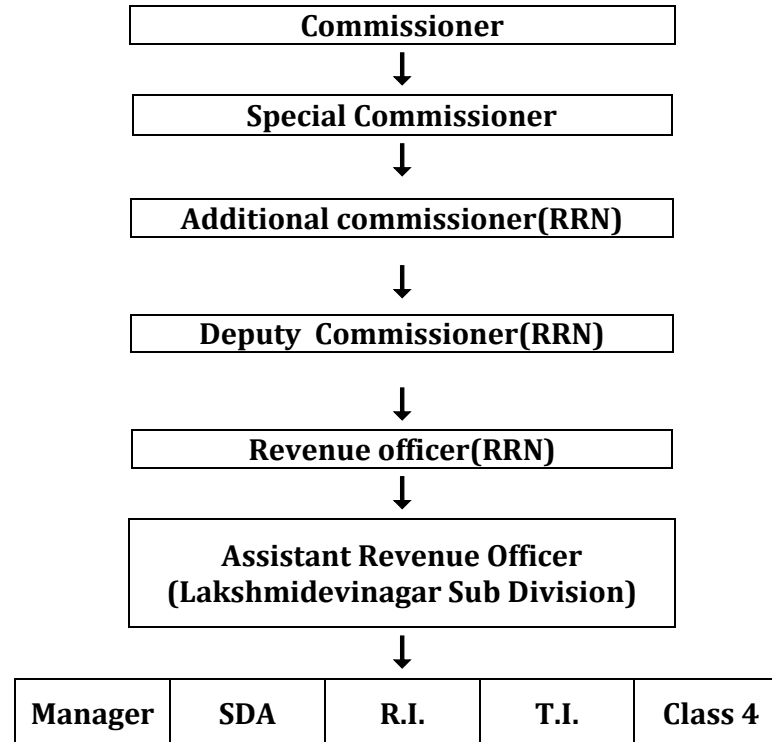 Commissioner
Special Commissioner
Additional commissioner(RRN)
Deputy Commissioner(RRN)
Revenue officer(RRN)
Assistant Revenue Officer
(Lakshmidevinagar Sub Division)
Manager SDA R.I. T.I. Class 4